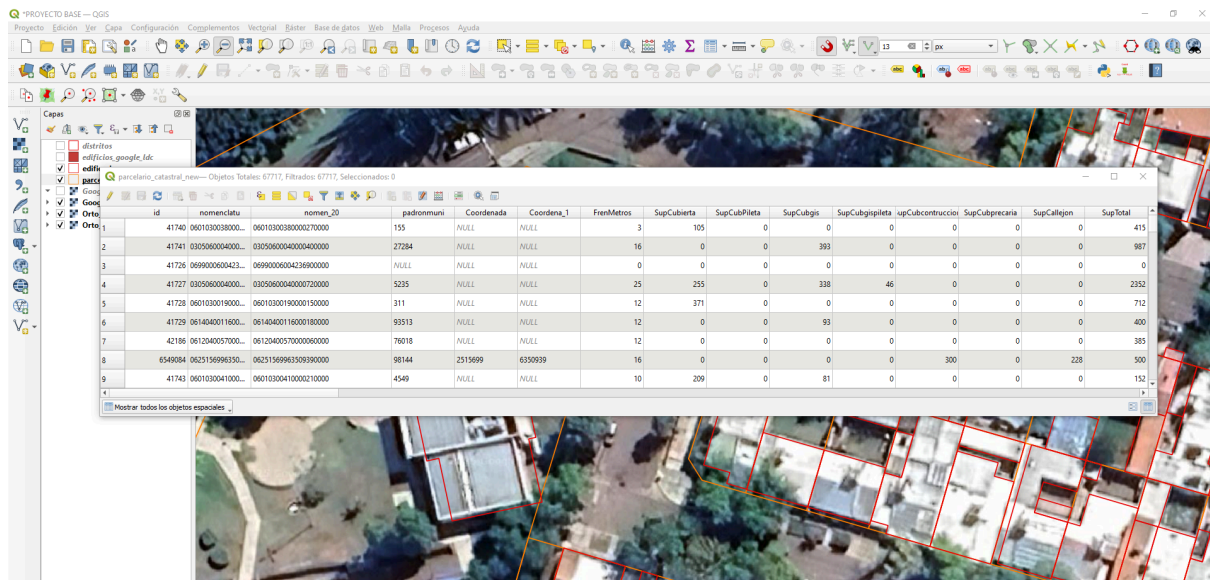 *PROYECTO BASE — QGIS
Proyecto Edición Ver Capa Configuración Complementos Vectorial Ráster Base de datos Web Malla Procesos Ayuda
13 px
abc abc abc
X,Y
Capas
distritos
edificios_google_ldc
edific
parce
Goog
Goog
Orto
Orto
parcelario_catastral_new— Objetos Totales: 67717, Filtrados: 67717, Seleccionados: 0
id nomenclatu nomen_20 padronmuni Coordenada Coordena_1 FrenMetros SupCubierta SupCubPileta SupCubgis SupCubgispileta upCubcontruccior SupCubprecaria SupCallejon SupTotal
1 41740 0601030038000... 06010300380000270000 155 NULL NULL 3 105 0 0 0 0 0 0 415
2 41741 0305060004000... 03050600040000400000 27284 NULL NULL 16 0 0 393 0 0 0 0 987
3 41726 0699000600423... 06990006004236900000 NULL NULL NULL 0 0 0 0 0 0 0 0 0
4 41727 0305060004000... 03050600040000720000 5235 NULL NULL 25 255 0 338 46 0 0 0 2352
5 41728 0601030019000... 06010300190000150000 311 NULL NULL 12 371 0 0 0 0 0 0 712
6 41729 0614040011600... 06140400116000180000 93513 NULL NULL 12 0 0 93 0 0 0 0 400
7 42186 0612040057000... 06120400570000060000 76018 NULL NULL 12 0 0 0 0 0 0 0 385
8 6549084 0625156996350... 06251569963509390000 98144 2515699 6350939 16 0 0 0 0 300 0 228 500
9 41743 0601030041000... 06010300410000210000 4549 NULL NULL 10 209 0 81 0 0 0 0 152
Mostrar todos los objetos espaciales